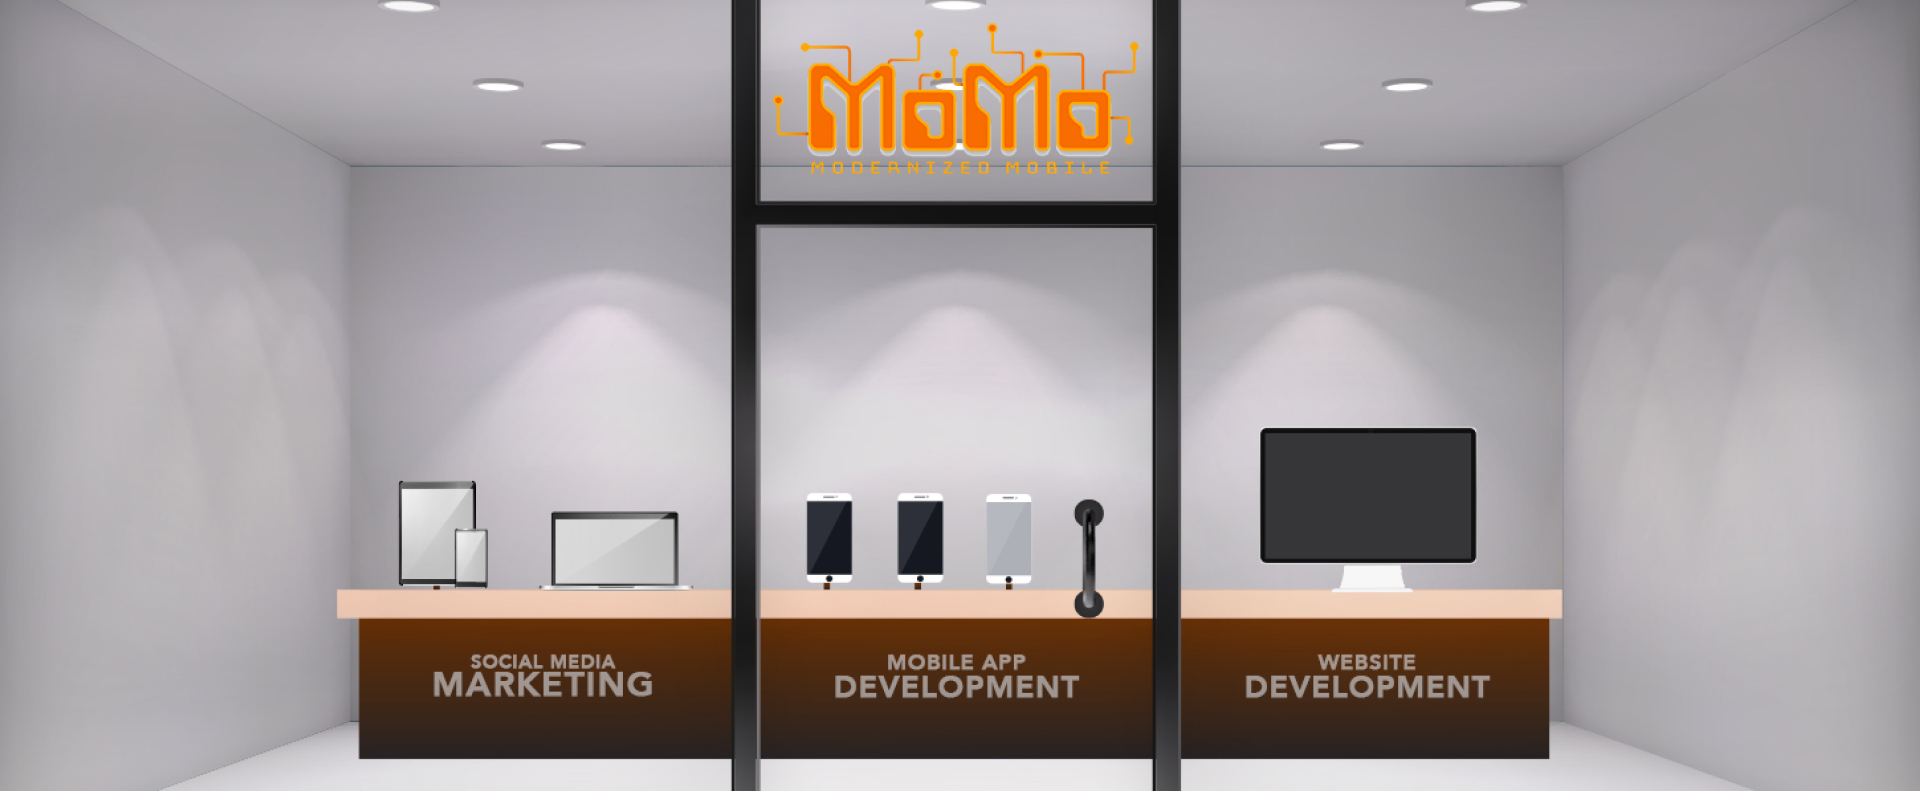 MoMo
MODERNIZED MOBILE
SOCIAL MEDIA
MARKETING
MOBILE APP
DEVELOPMENT
WEBSITE
DEVELOPMENT